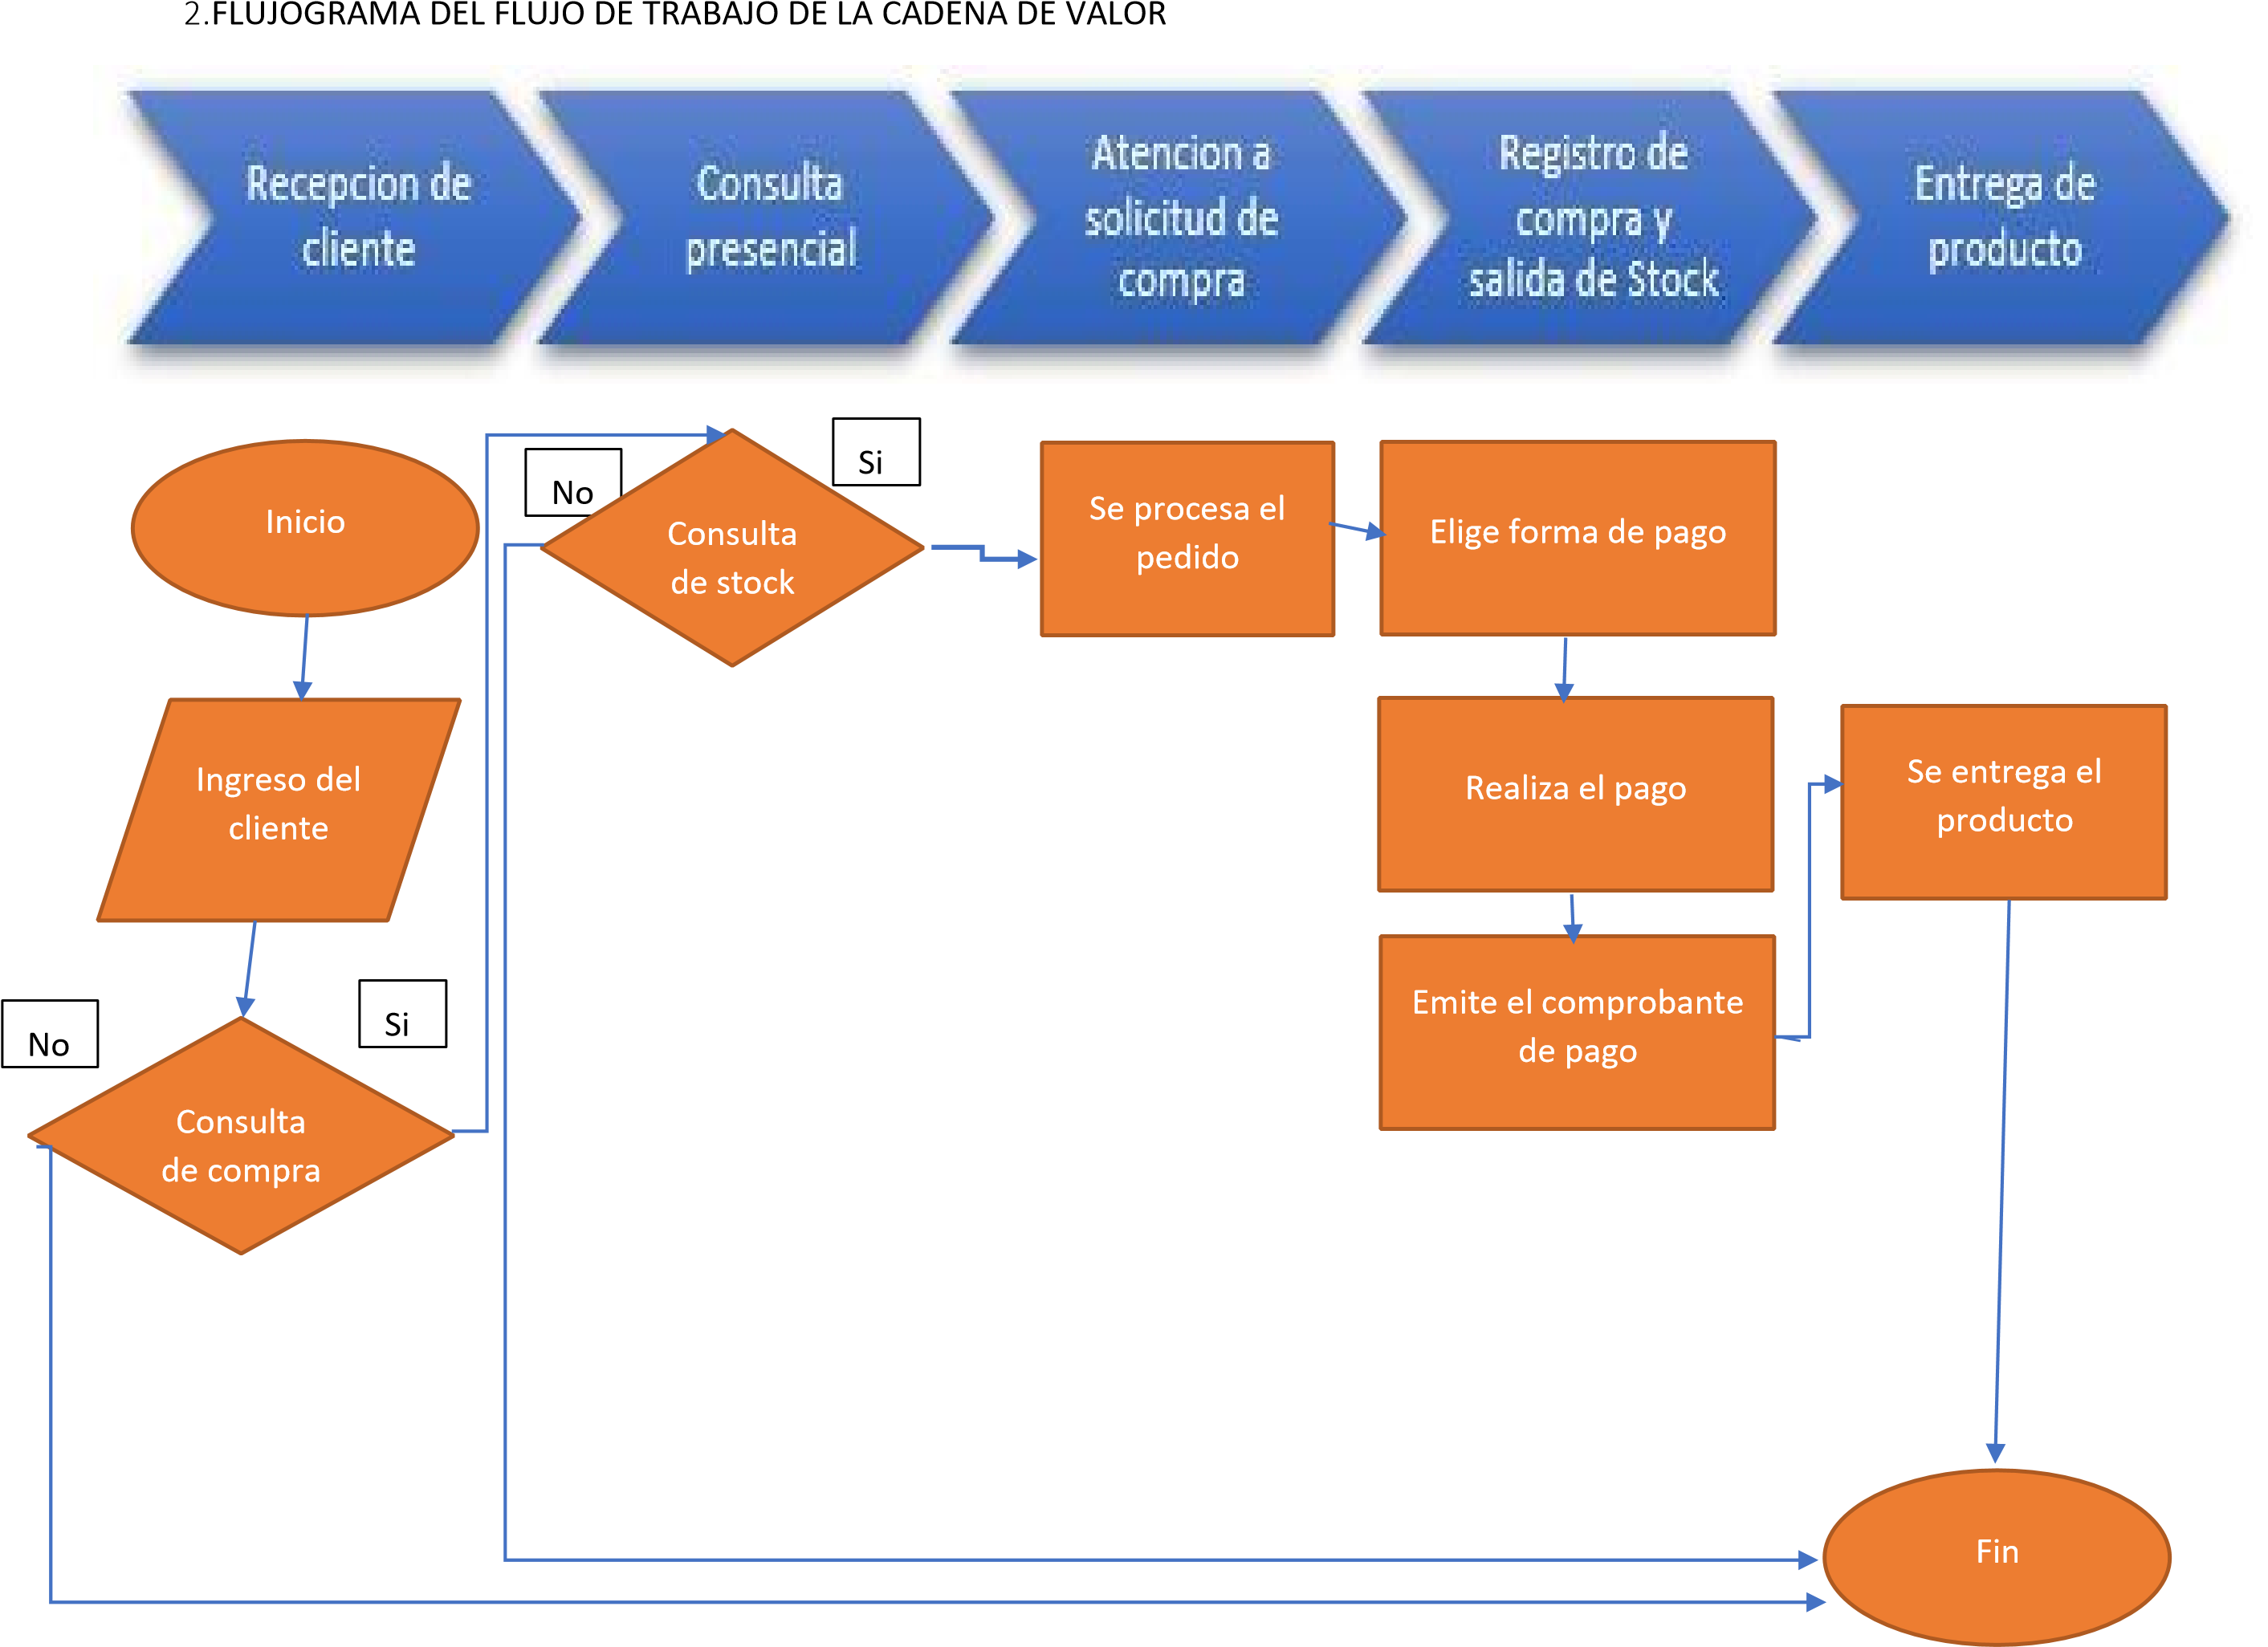 2.FLUJOGRAMA DEL FLUJO DE TRABAJO DE LA CADENA DE VALOR
Recepcion de
cliente
Consulta
presencial
Atencion a
solicitud de
compra
Registro de
compra y
salida de Stock
Entrega de
producto
Inicio
Ingreso del
cliente
No
Si
Consulta
de compra
No
Si
Consulta
de stock
Se procesa el
pedido
Elige forma de pago
Realiza el pago
Emite el comprobante
de pago
Se entrega el
producto
Fin